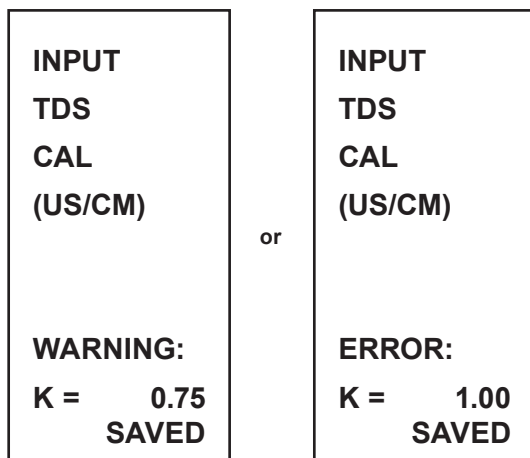 INPUT
TDS
CAL
(US/CM)
WARNING:
K = 0.75
SAVED
or
INPUT
TDS
CAL
(US/CM)
ERROR:
K = 1.00
SAVED